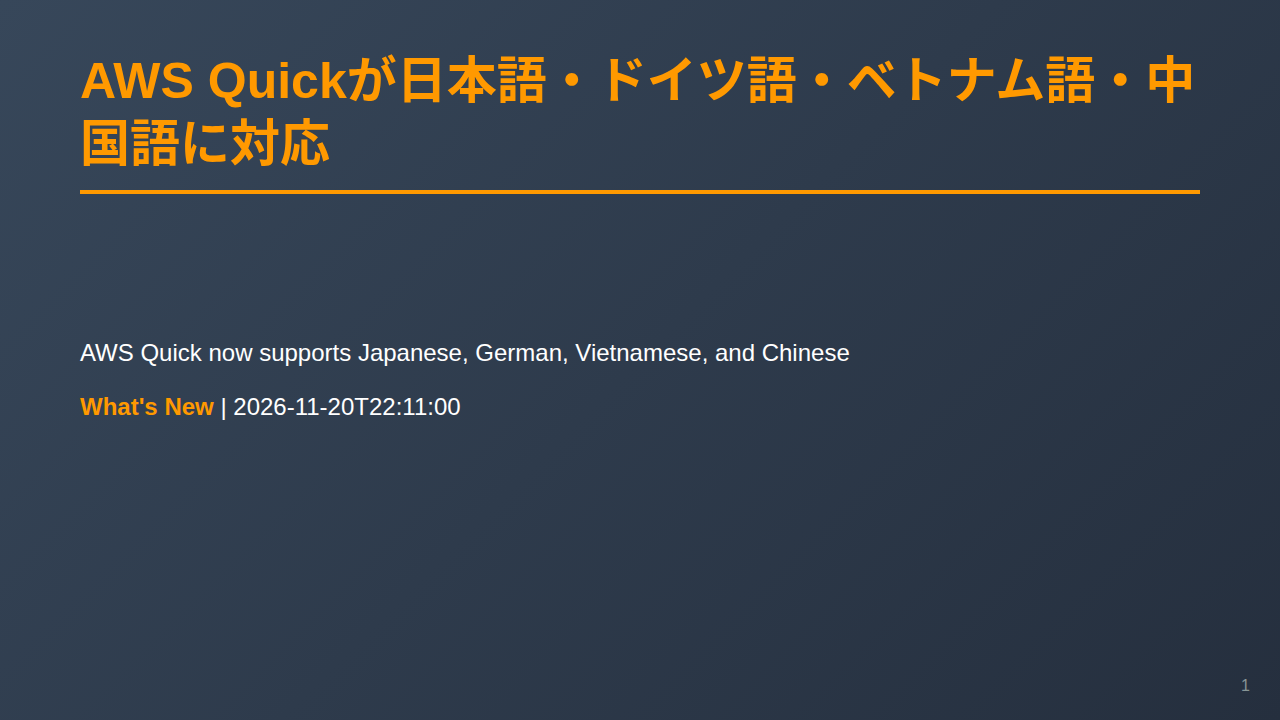 AWS Quickが日本語・ドイツ語・ベトナム語・中
国語に対応
AWS Quick now supports Japanese, German, Vietnamese, and Chinese
What's New | 2026-11-20T22:11:00
1